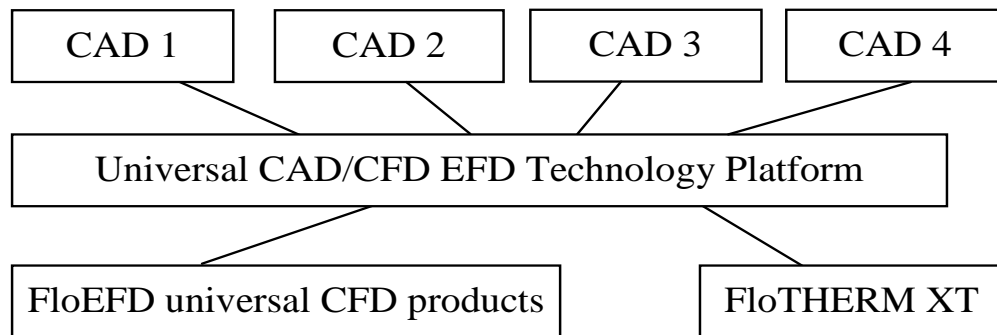 CAD 1
CAD 2
CAD 3
CAD 4
Universal CAD/CFD EFD Technology Platform
FloEFD universal CFD products
FloTHERM XT